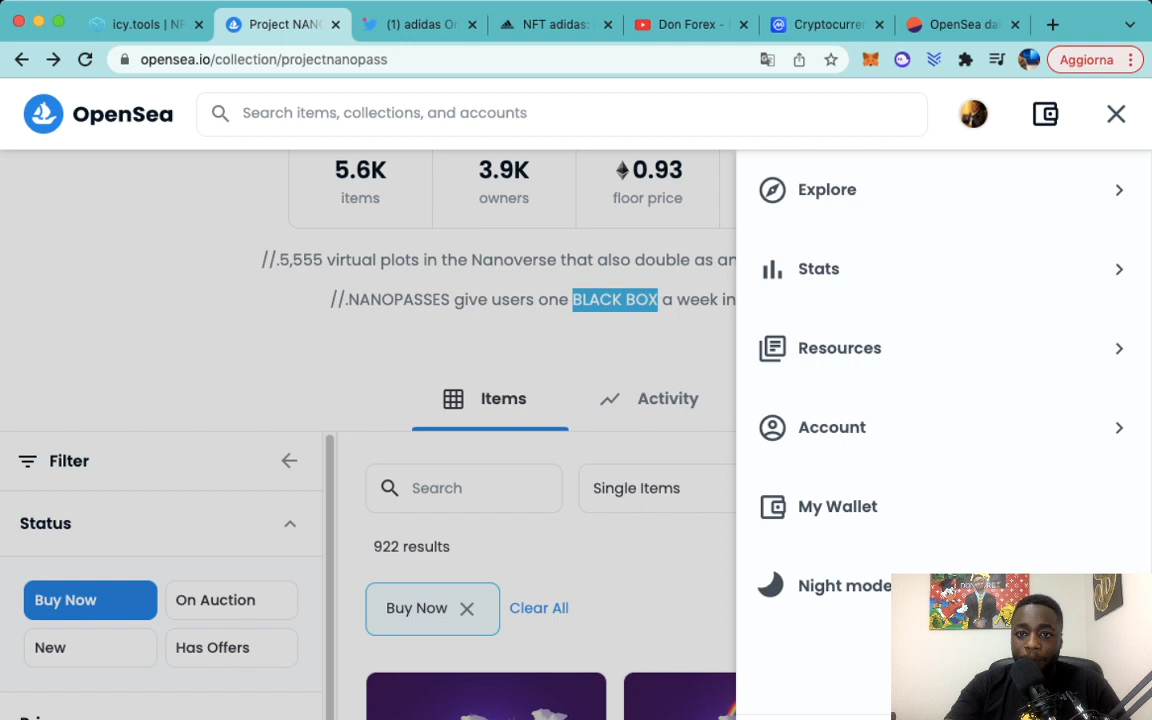 icy.tools | NF
Project NAN
(1) adidas Or
NFT adidas:
Don Forex -
Cryptocurren
OpenSea dai
opensea.io/collection/projectnanopass
Aggiorna
OpenSea
Search items, collections, and accounts
5.6K
items
3.9K
owners
0.93
floor price
//.5,555 virtual plots in the Nanoverse that also double as an
//.NANOPASSES give users one BLACK BOX a week in
Explore
Stats
Resources
Account
My Wallet
Night mode
Items
Activity
Filter
Status
Buy Now
On Auction
New
Has Offers
Search
Single Items
922 results
Buy Now
Clear All